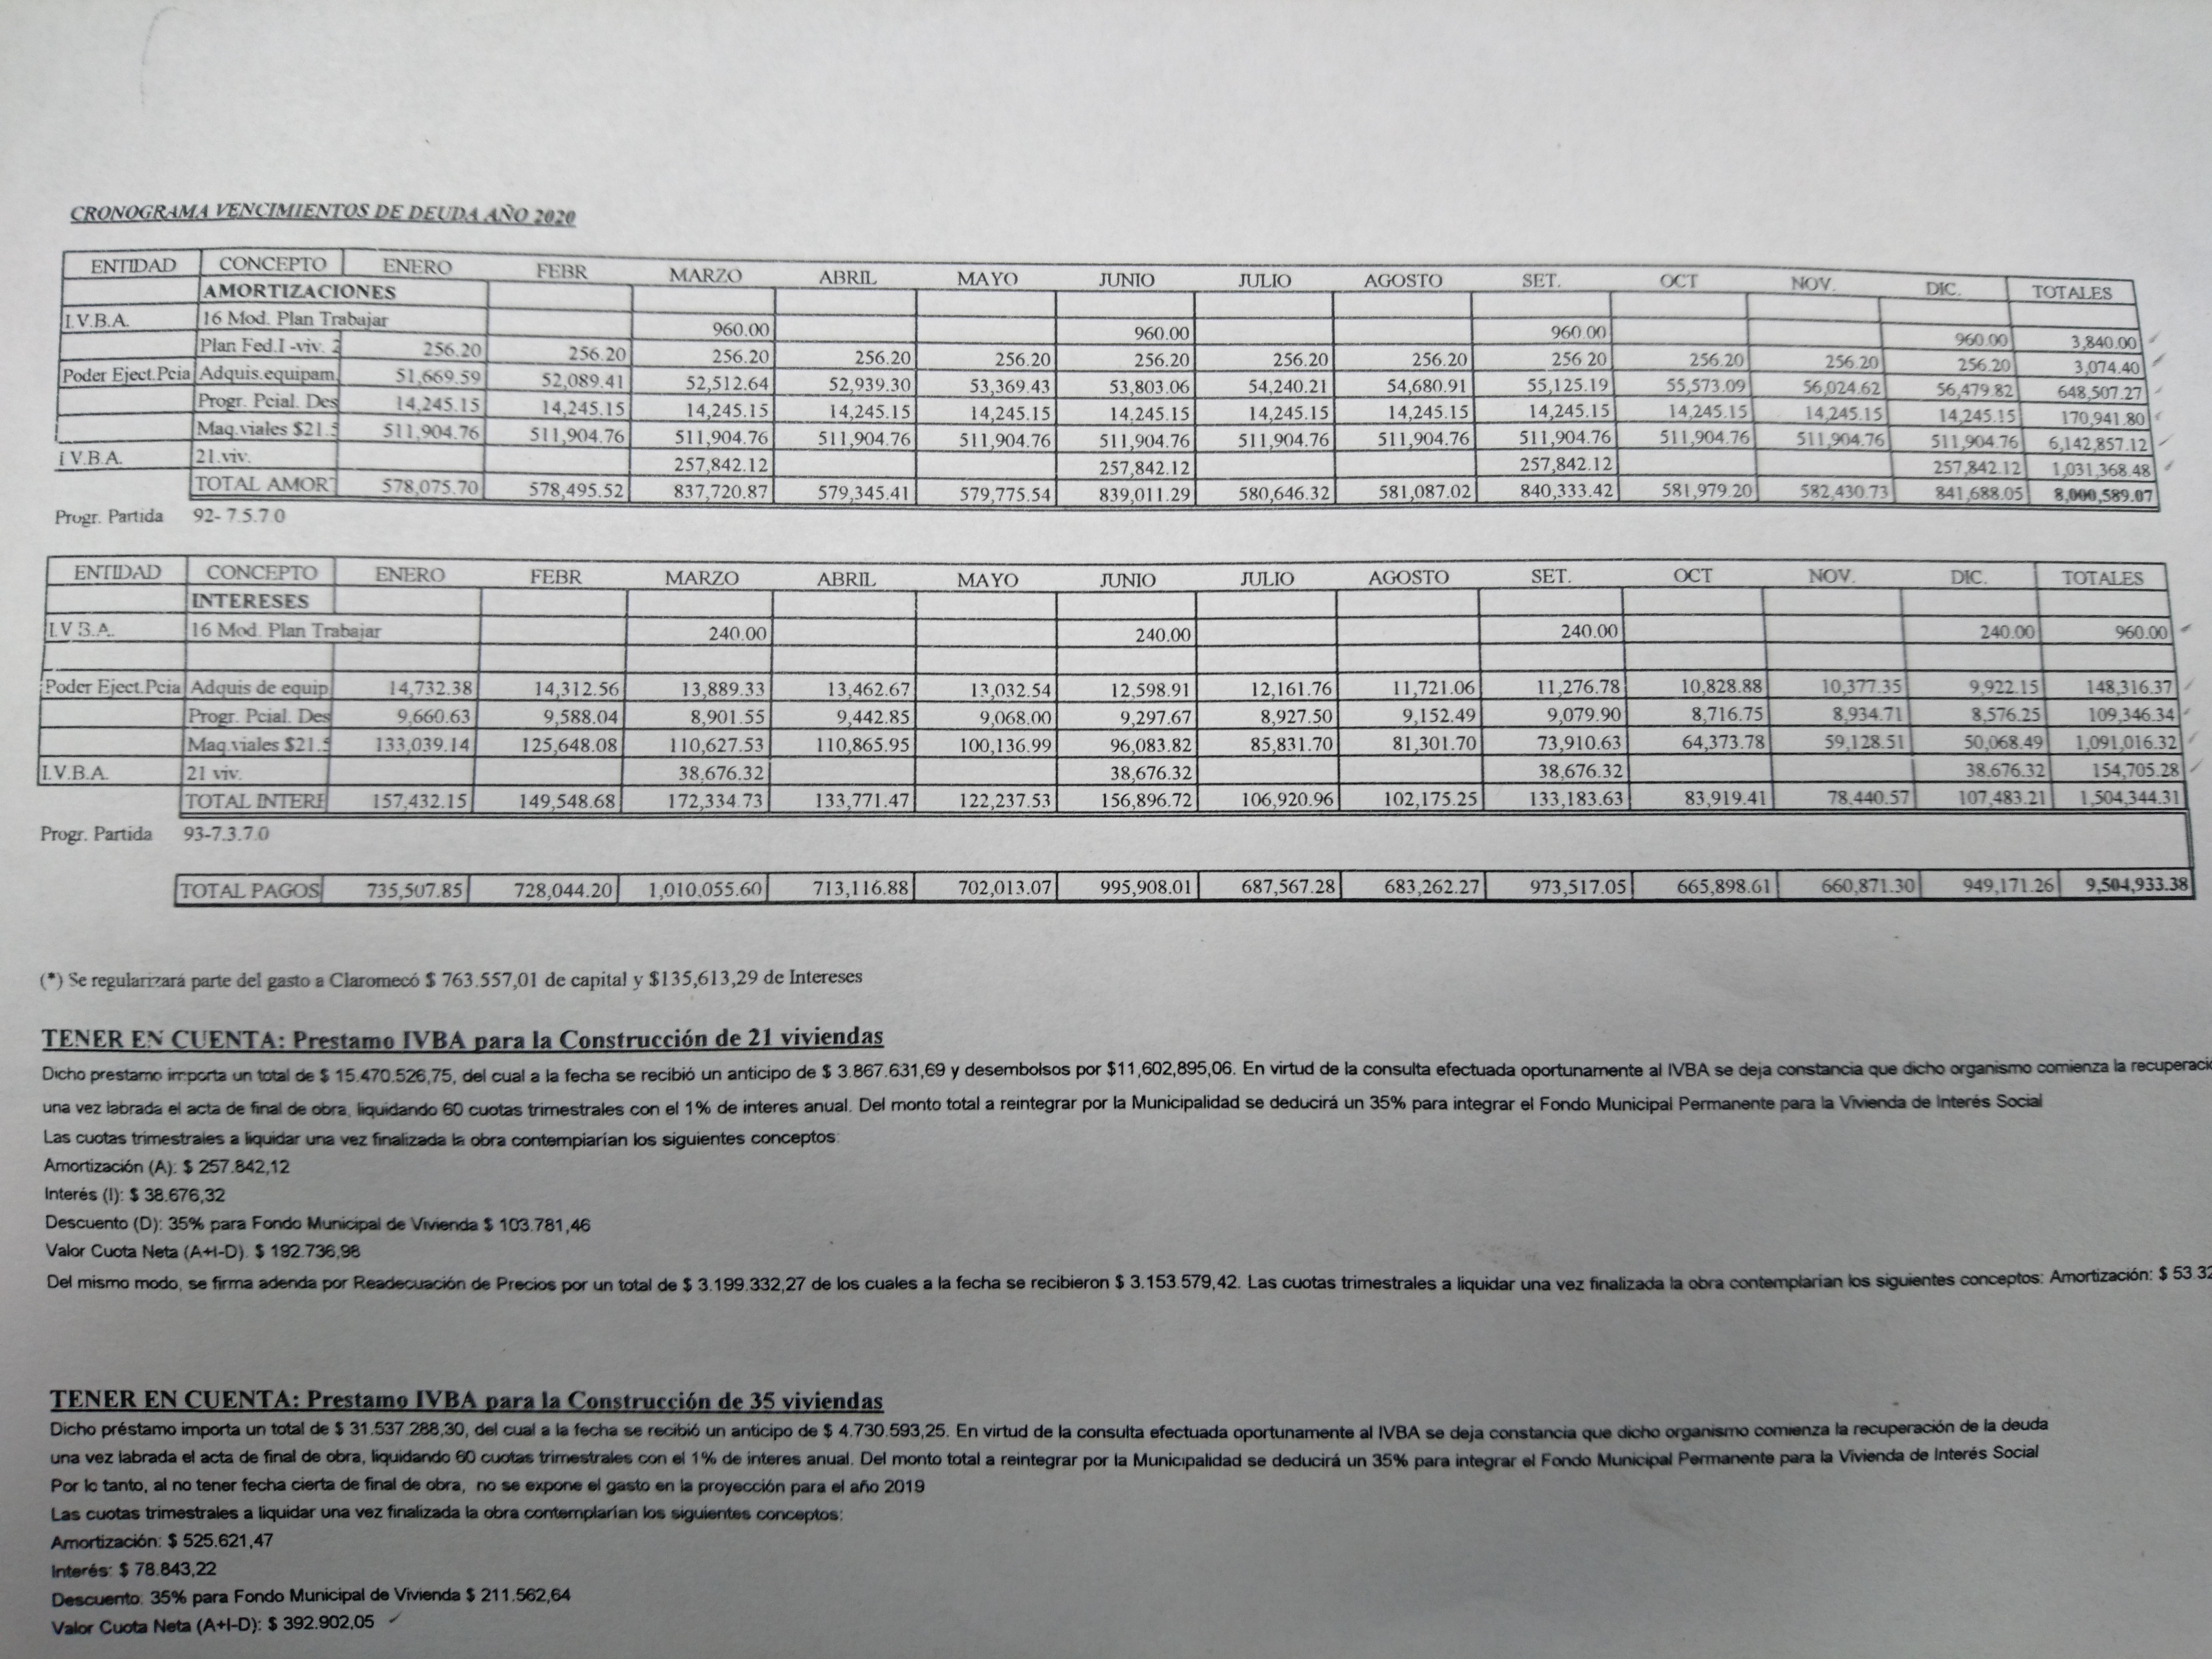 CRONOGRAMA VENCIMIENTOS DE DEUDA AÑO 2020
ENTIDAD CONCEPTO ENERO FEBR MARZO ABRIL MAYO JUNIO JULIO AGOSTO SET. OCT NOV. DIC. TOTALES
AMORTIZACIONES
I.V.B.A. 16 Mod. Plan Trabajar 960.00 960.00 960.00 960.00 3,840.00
Plan Fed.I -viv. 2 256.20 256.20 256.20 256.20 256.20 256.20 256.20 256.20 256.20 256.20 256.20 256.20 3,074.40
Poder Eject.Pcia Adquis.equipam. 51,669.59 52,089.41 52,512.64 52,939.30 53,369.43 53,803.06 54,240.21 54,680.91 55,125.19 55,573.09 56,024.62 56,479.82 648,507.27
Progr. Pcial. Des 14,245.15 14,245.15 14,245.15 14,245.15 14,245.15 14,245.15 14,245.15 14,245.15 14,245.15 14,245.15 14,245.15 14,245.15 170,941.80
Maq.viales $21.5 511,904.76 511,904.76 511,904.76 511,904.76 511,904.76 511,904.76 511,904.76 511,904.76 511,904.76 511,904.76 511,904.76 511,904.76 6,142,857.12
I.V.B.A. 21.viv. 257,842.12 257,842.12 257,842.12 257,842.12 1,031,368.48
TOTAL AMORT 578,075.70 578,495.52 837,720.87 579,345.41 579,775.54 839,011.29 580,646.32 581,087.02 840,333.42 581,979.20 582,430.73 841,688.05 8,000,589.07
Progr. Partida 92- 7.5.7.0
ENTIDAD CONCEPTO ENERO FEBR MARZO ABRIL MAYO JUNIO JULIO AGOSTO SET. OCT NOV. DIC. TOTALES
INTERESES
I.V.B.A. 16 Mod. Plan Trabajar 240.00 240.00 240.00 240.00 960.00
Poder Eject.Pcia Adquis de equip 14,732.38 14,312.56 13,889.33 13,462.67 13,032.54 12,598.91 12,161.76 11,721.06 11,276.78 10,828.88 10,377.35 9,922.15 148,316.37
Progr. Pcial. Des 9,660.63 9,588.04 8,901.55 9,442.85 9,068.00 9,297.67 8,927.50 9,152.49 9,079.90 8,716.75 8,934.71 8,576.25 109,346.34
Maq.viales $21.5 133,039.14 125,648.08 110,627.53 110,865.95 100,136.99 96,083.82 85,831.70 81,301.70 73,910.63 64,373.78 59,128.51 50,068.49 1,091,016.32
I.V.B.A. 21 viv. 38,676.32 38,676.32 38,676.32 38,676.32 154,705.28
TOTAL INTERE 157,432.15 149,548.68 172,334.73 133,771.47 122,237.53 156,896.72 106,920.96 102,175.25 133,183.63 83,919.41 78,440.57 107,483.21 1,504,344.31
Progr. Partida 93-7.3.7.0
TOTAL PAGOS 735,507.85 728,044.20 1,010,055.60 713,116.88 702,013.07 995,908.01 687,567.28 683,262.27 973,517.05 665,898.61 660,871.30 949,171.26 9,504,933.38
(*) Se regularizará parte del gasto a Claromecó $ 763.557,01 de capital y $135,613,29 de Intereses
TENER EN CUENTA: Prestamo IVBA para la Construcción de 21 viviendas
Dicho prestamo importa un total de $ 15.470.526,75, del cual a la fecha se recibió un anticipo de $ 3.867.631,69 y desembolsos por $11,602,895,06. En virtud de la consulta efectuada oportunamente al IVBA se deja constancia que dicho organismo comienza la recuperaci
una vez labrada el acta de final de obra, liquidando 60 cuotas trimestrales con el 1% de interes anual. Del monto total a reintegrar por la Municipalidad se deducirá un 35% para integrar el Fondo Municipal Permanente para la Vivienda de Interés Social
Las cuotas trimestrales a liquidar una vez finalizada la obra contemplarían los siguientes conceptos:
Amortización (A): $ 257.842,12
Interés (I): $ 38.676,32
Descuento (D): 35% para Fondo Municipal de Vivienda $ 103.781,46
Valor Cuota Neta (A+I-D). $ 192.736,98
Del mismo modo, se firma adenda por Readecuación de Precios por un total de $ 3.199.332,27 de los cuales a la fecha se recibieron $ 3.153.579,42. Las cuotas trimestrales a liquidar una vez finalizada la obra contemplarían los siguientes conceptos: Amortización: $ 53.32
TENER EN CUENTA: Prestamo IVBA para la Construcción de 35 viviendas
Dicho préstamo importa un total de $ 31.537.288,30, del cual a la fecha se recibió un anticipo de $ 4.730.593,25. En virtud de la consulta efectuada oportunamente al IVBA se deja constancia que dicho organismo comienza la recuperación de la deuda
una vez labrada el acta de final de obra, liquidando 60 cuotas trimestrales con el 1% de interes anual. Del monto total a reintegrar por la Municipalidad se deducirá un 35% para integrar el Fondo Municipal Permanente para la Vivienda de Interés Social
Por lo tanto, al no tener fecha cierta de final de obra, no se expone el gasto en la proyección para el año 2019
Las cuotas trimestrales a liquidar una vez finalizada la obra contemplarían los siguientes conceptos:
Amortización: $ 525.621,47
Interés: $ 78.843,22
Descuento: 35% para Fondo Municipal de Vivienda $ 211.562,64
Valor Cuota Neta (A+I-D): $ 392.902,05